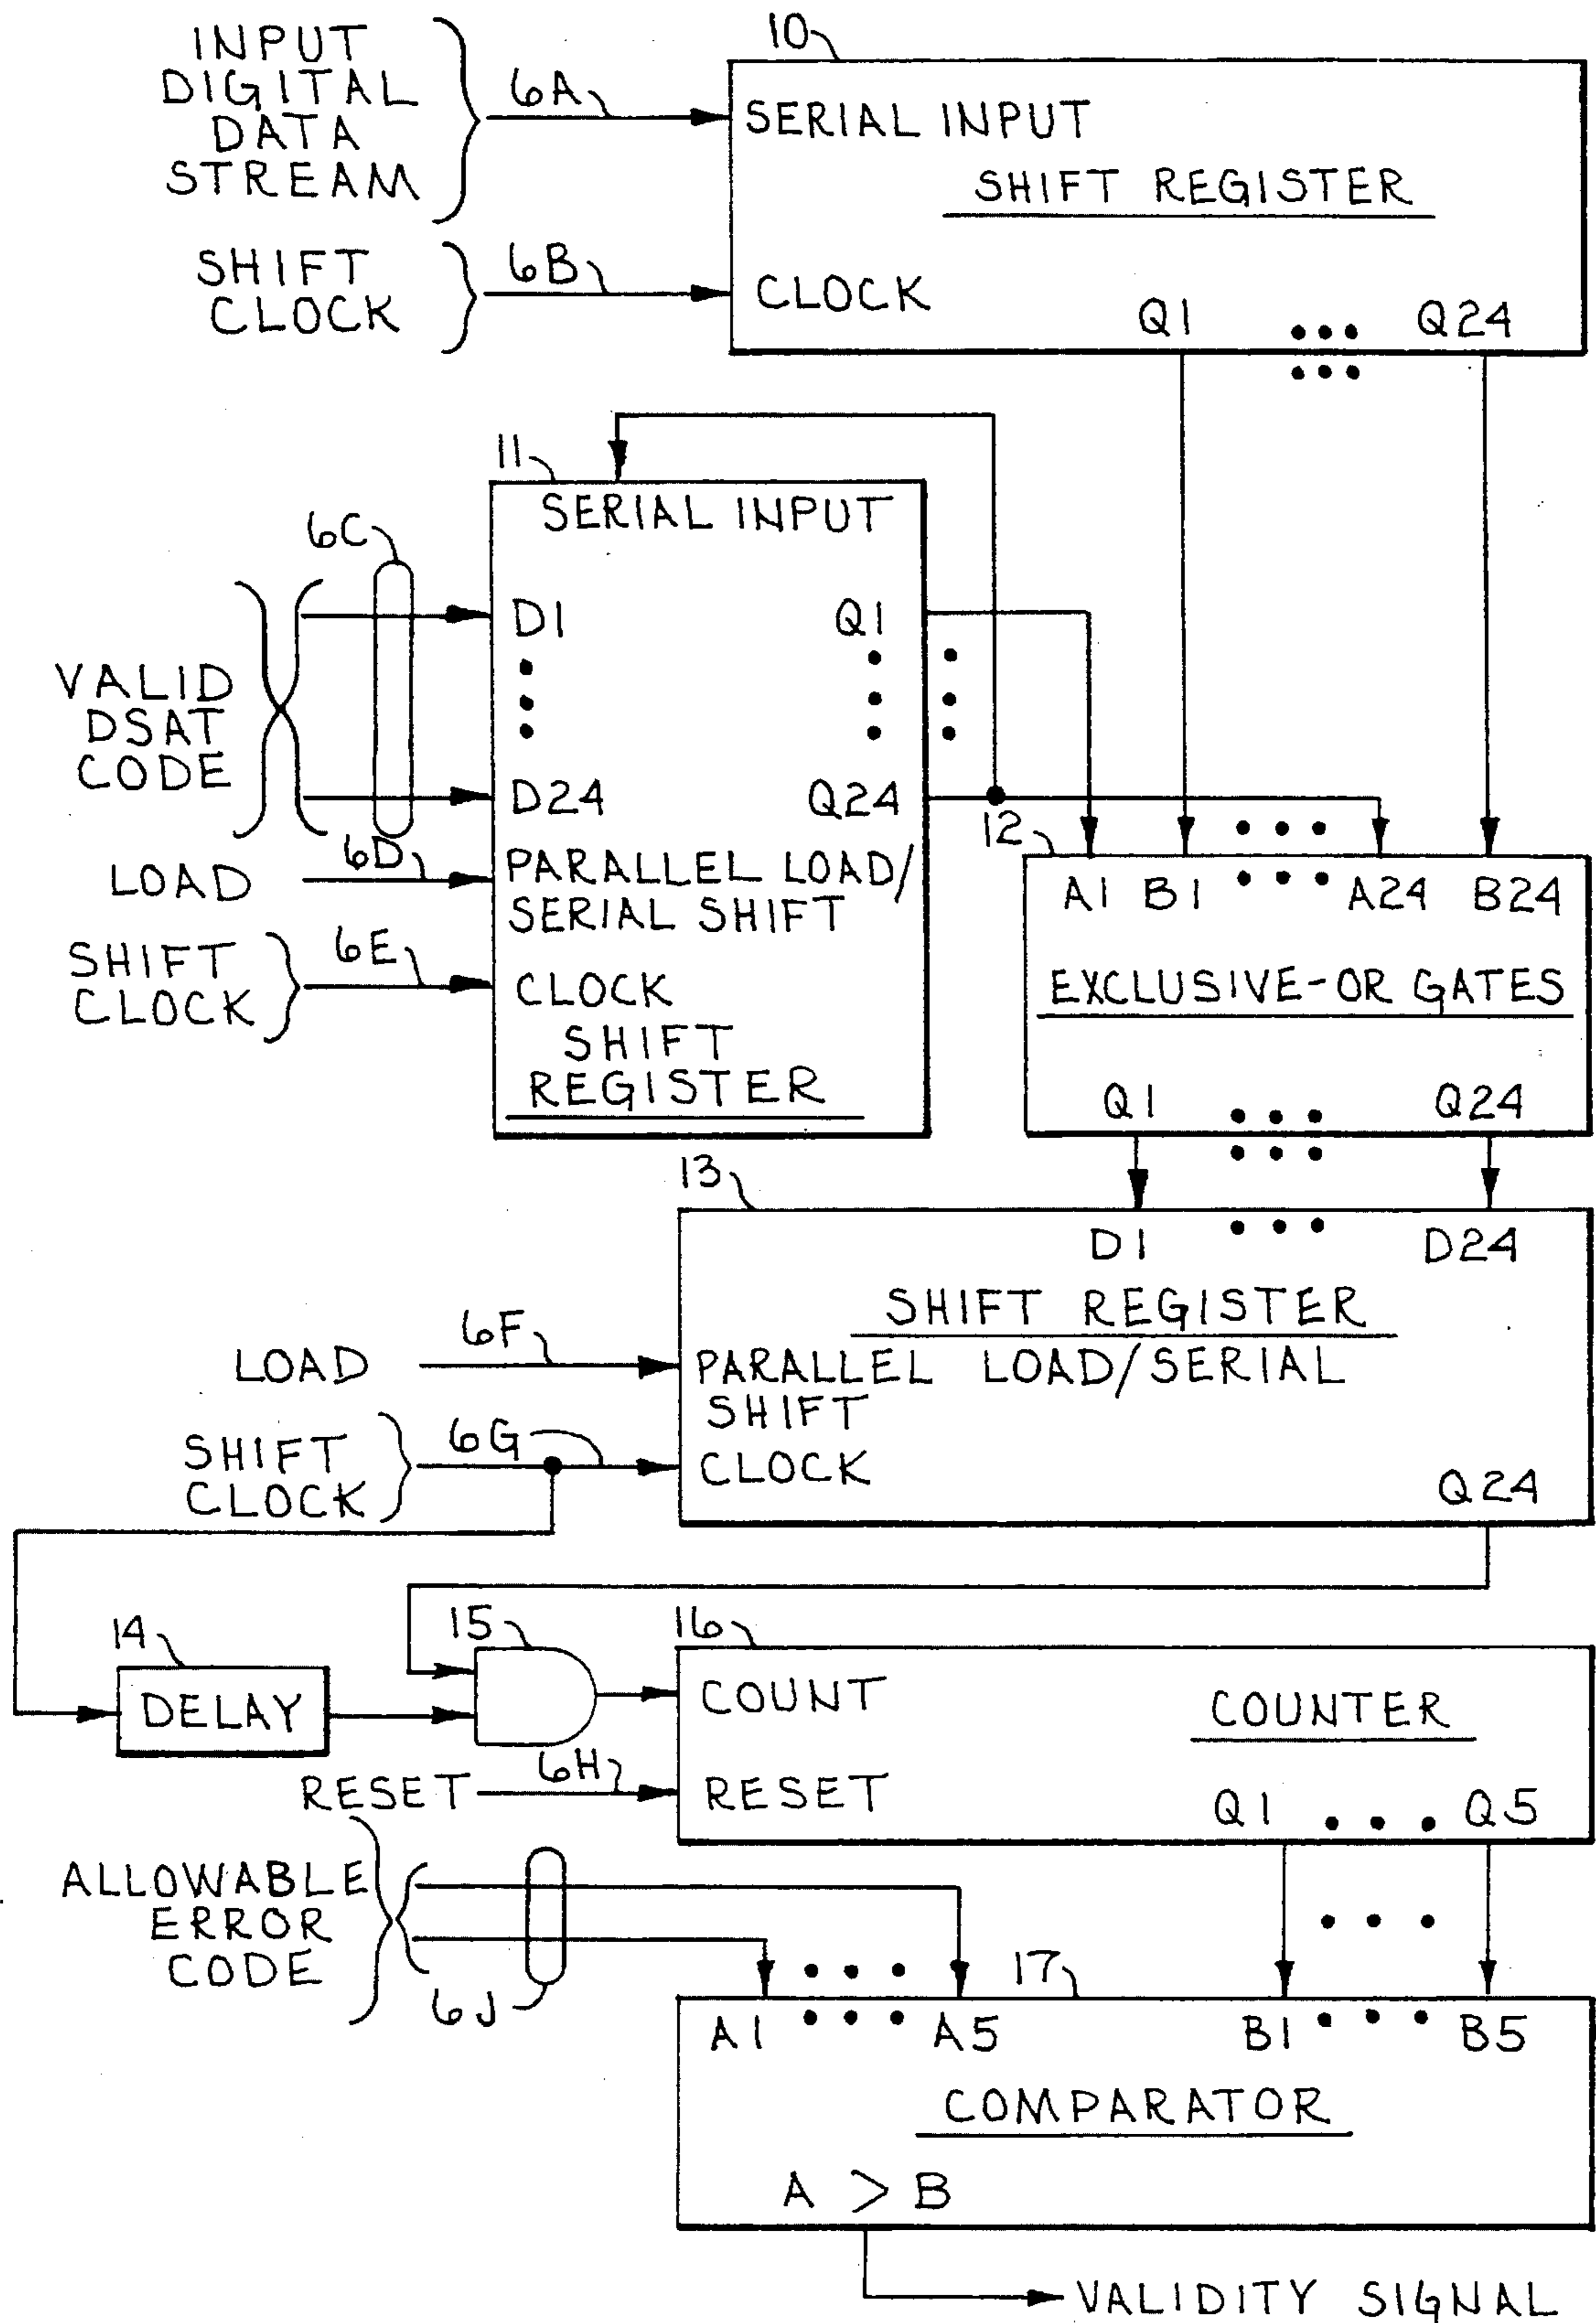 INPUT
DIGITAL
DATA
STREAM
6A
10
SERIAL INPUT
SHIFT REGISTER
SHIFT
CLOCK
6B
CLOCK
Q1
Q24
11
SERIAL INPUT
6C
VALID
DSAT
CODE
D1
Q1
D24
Q24
LOAD
6D
PARALLEL LOAD/
SERIAL SHIFT
SHIFT
CLOCK
6E
CLOCK
SHIFT
REGISTER
12
A1 B1 A24 B24
EXCLUSIVE-OR GATES
Q1
Q24
13
D1
D24
SHIFT REGISTER
LOAD
6F
PARALLEL LOAD/SERIAL
SHIFT
SHIFT
CLOCK
6G
CLOCK
Q24
14
DELAY
15
16
COUNT
COUNTER
RESET
6H
RESET
Q1
Q5
ALLOWABLE
ERROR
CODE
6J
17
A1 A5 B1 B5
COMPARATOR
A > B
VALIDITY SIGNAL